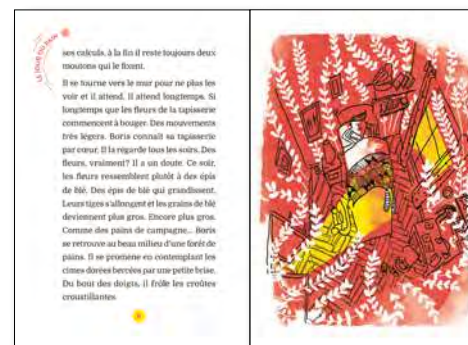 LE LOUP DU SOIR
ses calculs, à la fin il reste toujours deux
moutons qui le fixent.
Il se tourne vers le mur pour ne plus les
voir et il attend. Il attend longtemps. Si
longtemps que les fleurs de la tapisserie
commencent à bouger. Des mouvements
très légers. Boris connaît sa tapisserie
par cœur. Il la regarde tous les soirs. Des
fleurs, vraiment? Il a un doute. Ce soir,
les fleurs ressemblent plutôt à des épis
de blé. Des épis de blé qui grandissent.
Leurs tiges s'allongent et les grains de blé
deviennent plus gros. Encore plus gros.
Comme des pains de campagne... Boris
se retrouve au beau milieu d'une forêt de
pains. Il se promène en contemplant les
cimes dorées bercées par une petite brise.
Du bout des doigts, il frôle les croûtes
croustillantes.